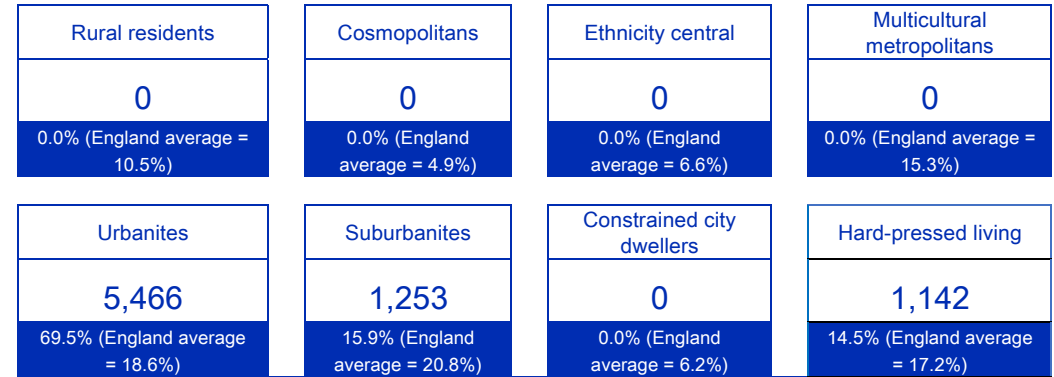 Rural residents
0
0.0% (England average =
10.5%)
Cosmopolitans
0
0.0% (England
average = 4.9%)
Ethnicity central
0
0.0% (England
average = 6.6%)
Multicultural
metropolitans
0
0.0% (England average =
15.3%)
Urbanites
5,466
69.5% (England average
= 18.6%)
Suburbanites
1,253
15.9% (England
average = 20.8%)
Constrained city
dwellers
0
0.0% (England
average = 6.2%)
Hard-pressed living
1,142
14.5% (England average
= 17.2%)